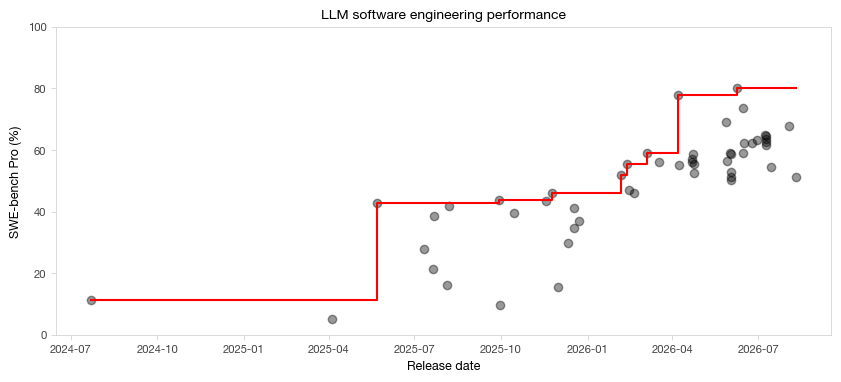 LLM software engineering performance
SWE-bench Pro (%)
100
80
60
40
20
0
2024-07 2024-10 2025-01 2025-04 2025-07 2025-10 2026-01 2026-04 2026-07
Release date